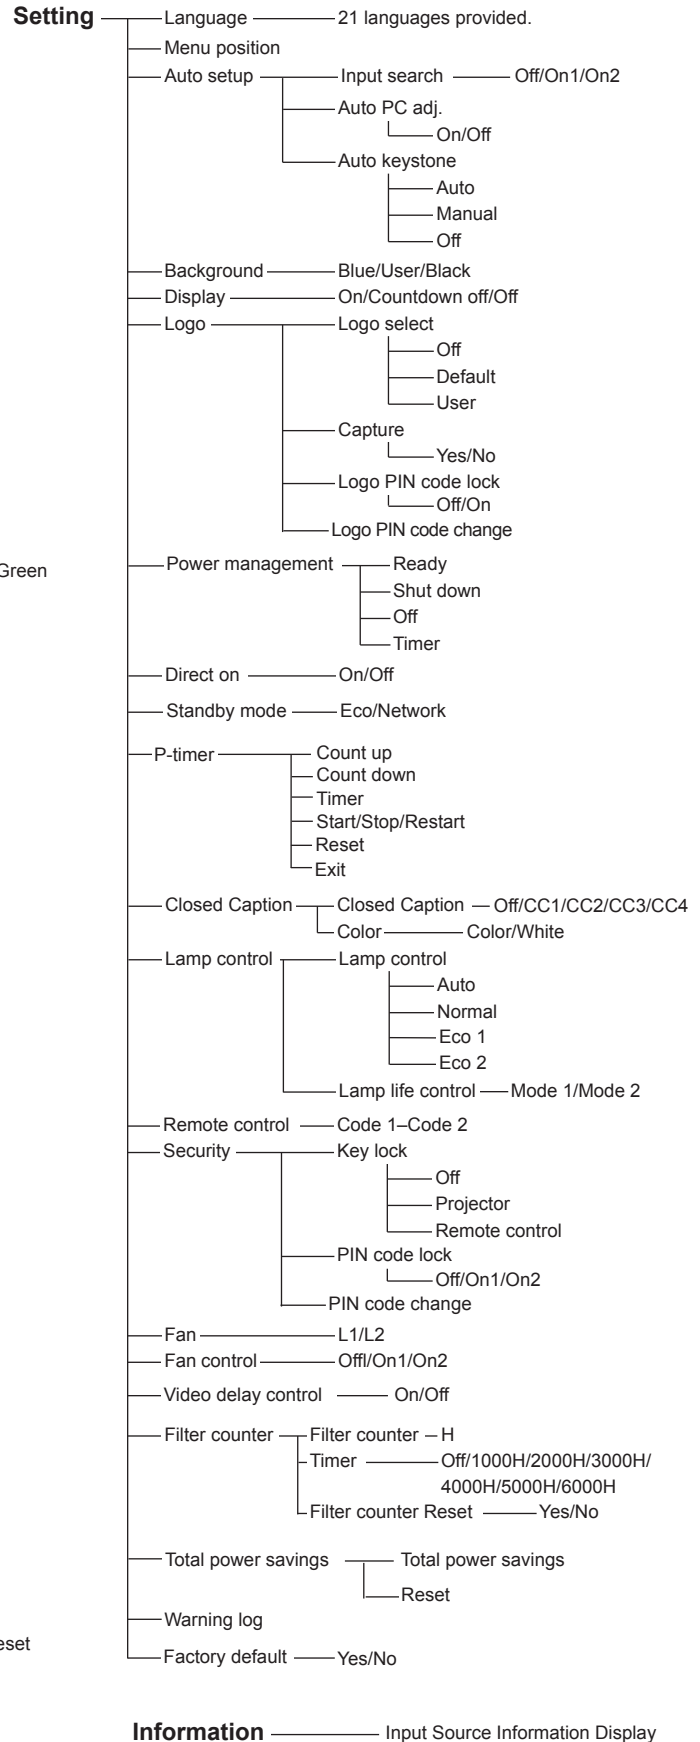 Setting Language 21 languages provided.
Menu position
Auto setup Input search Off/On1/On2
Auto PC adj.
On/Off
Auto keystone
Auto
Manual
Off
Background Blue/User/Black
Display On/Countdown off/Off
Logo Logo select
Off
Default
User
Capture
Yes/No
Logo PIN code lock
Off/On
Logo PIN code change
Green
Power management Ready
Shut down
Off
Timer
Direct on On/Off
Standby mode Eco/Network
P-timer Count up
Count down
Timer
Start/Stop/Restart
Reset
Exit
Closed Caption Closed Caption Off/CC1/CC2/CC3/CC4
Color Color/White
Lamp control Lamp control
Auto
Normal
Eco 1
Eco 2
Lamp life control Mode 1/Mode 2
Remote control Code 1–Code 2
Security Key lock
Off
Projector
Remote control
PIN code lock
Off/On1/On2
PIN code change
Fan L1/L2
Fan control Offl/On1/On2
Video delay control On/Off
Filter counter Filter counter H
Timer Off/1000H/2000H/3000H/
4000H/5000H/6000H
Filter counter Reset Yes/No
Total power savings Total power savings
Reset
Warning log
eset
Factory default Yes/No
Information Input Source Information Display